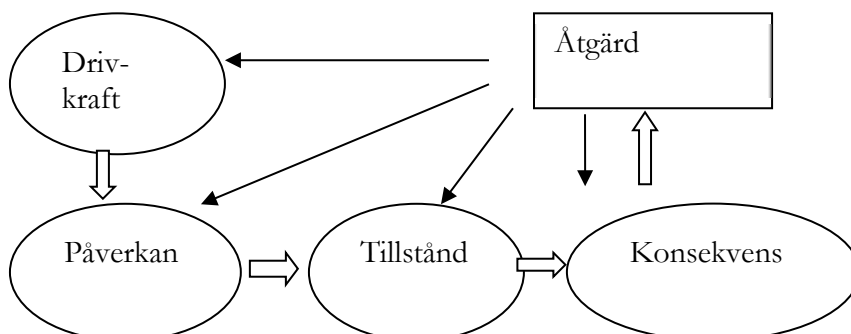 Åtgärd
Driv-
kraft
Påverkan
Tillstånd
Konsekvens